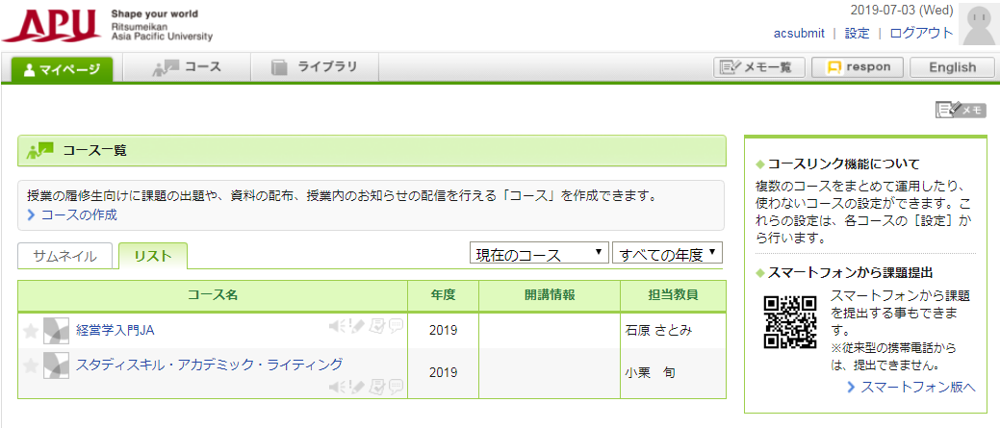 APU
Shape your world
Ritsumeikan
Asia Pacific University
2019-07-03 (Wed)
acsubmit | 設定 | ログアウト
マイページ コース ライブラリ メモ一覧 respon English
メモ
コース一覧
授業の履修生向けに課題の出題や、資料の配布、授業内のお知らせの配信を行える「コース」を作成できます。
コースの作成
サムネイル リスト 現在のコース すべての年度
コース名 年度 開講情報 担当教員
経営学入門JA 2019 石原 さとみ
スタディスキル・アカデミック・ライティング 2019 小栗 旬
コースリンク機能について
複数のコースをまとめて運用したり、
使わないコースの設定ができます。こ
れらの設定は、各コースの［設定］か
ら行います。
スマートフォンから課題提出
スマートフォンから課題
を提出する事もできま
す。
※従来型の携帯電話から
は、提出できません。
スマートフォン版へ